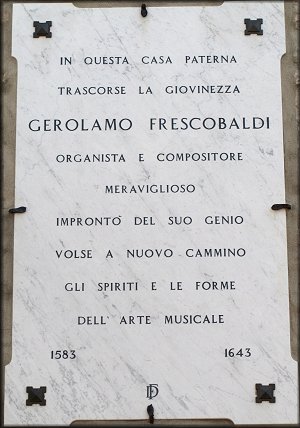 IN QUESTA CASA PATERNA
TRASCORSE LA GIOVINEZZA
GEROLAMO FRESCOBALDI
ORGANISTA E COMPOSITORE
MERAVIGLIOSO
IMPRONTÒ DEL SUO GENIO
VOLSE A NUOVO CAMMINO
GLI SPIRITI E LE FORME
DELL' ARTE MUSICALE
1583 1643